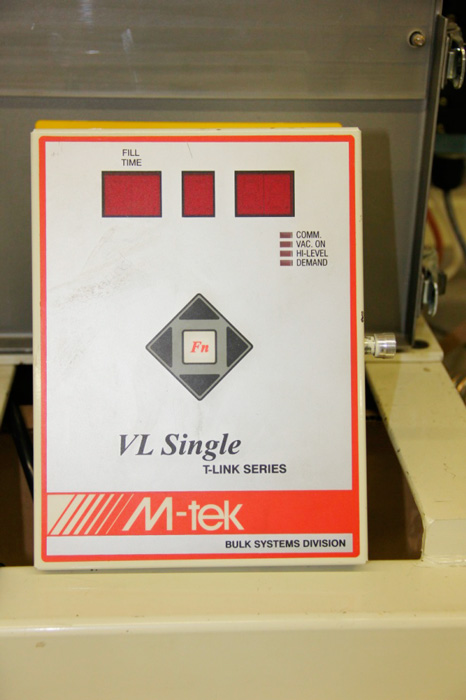 FILL
TIME
COMM.
VAC. ON
HI-LEVEL
DEMAND
Fn
VL Single
T-LINK SERIES
M-tek
BULK SYSTEMS DIVISION